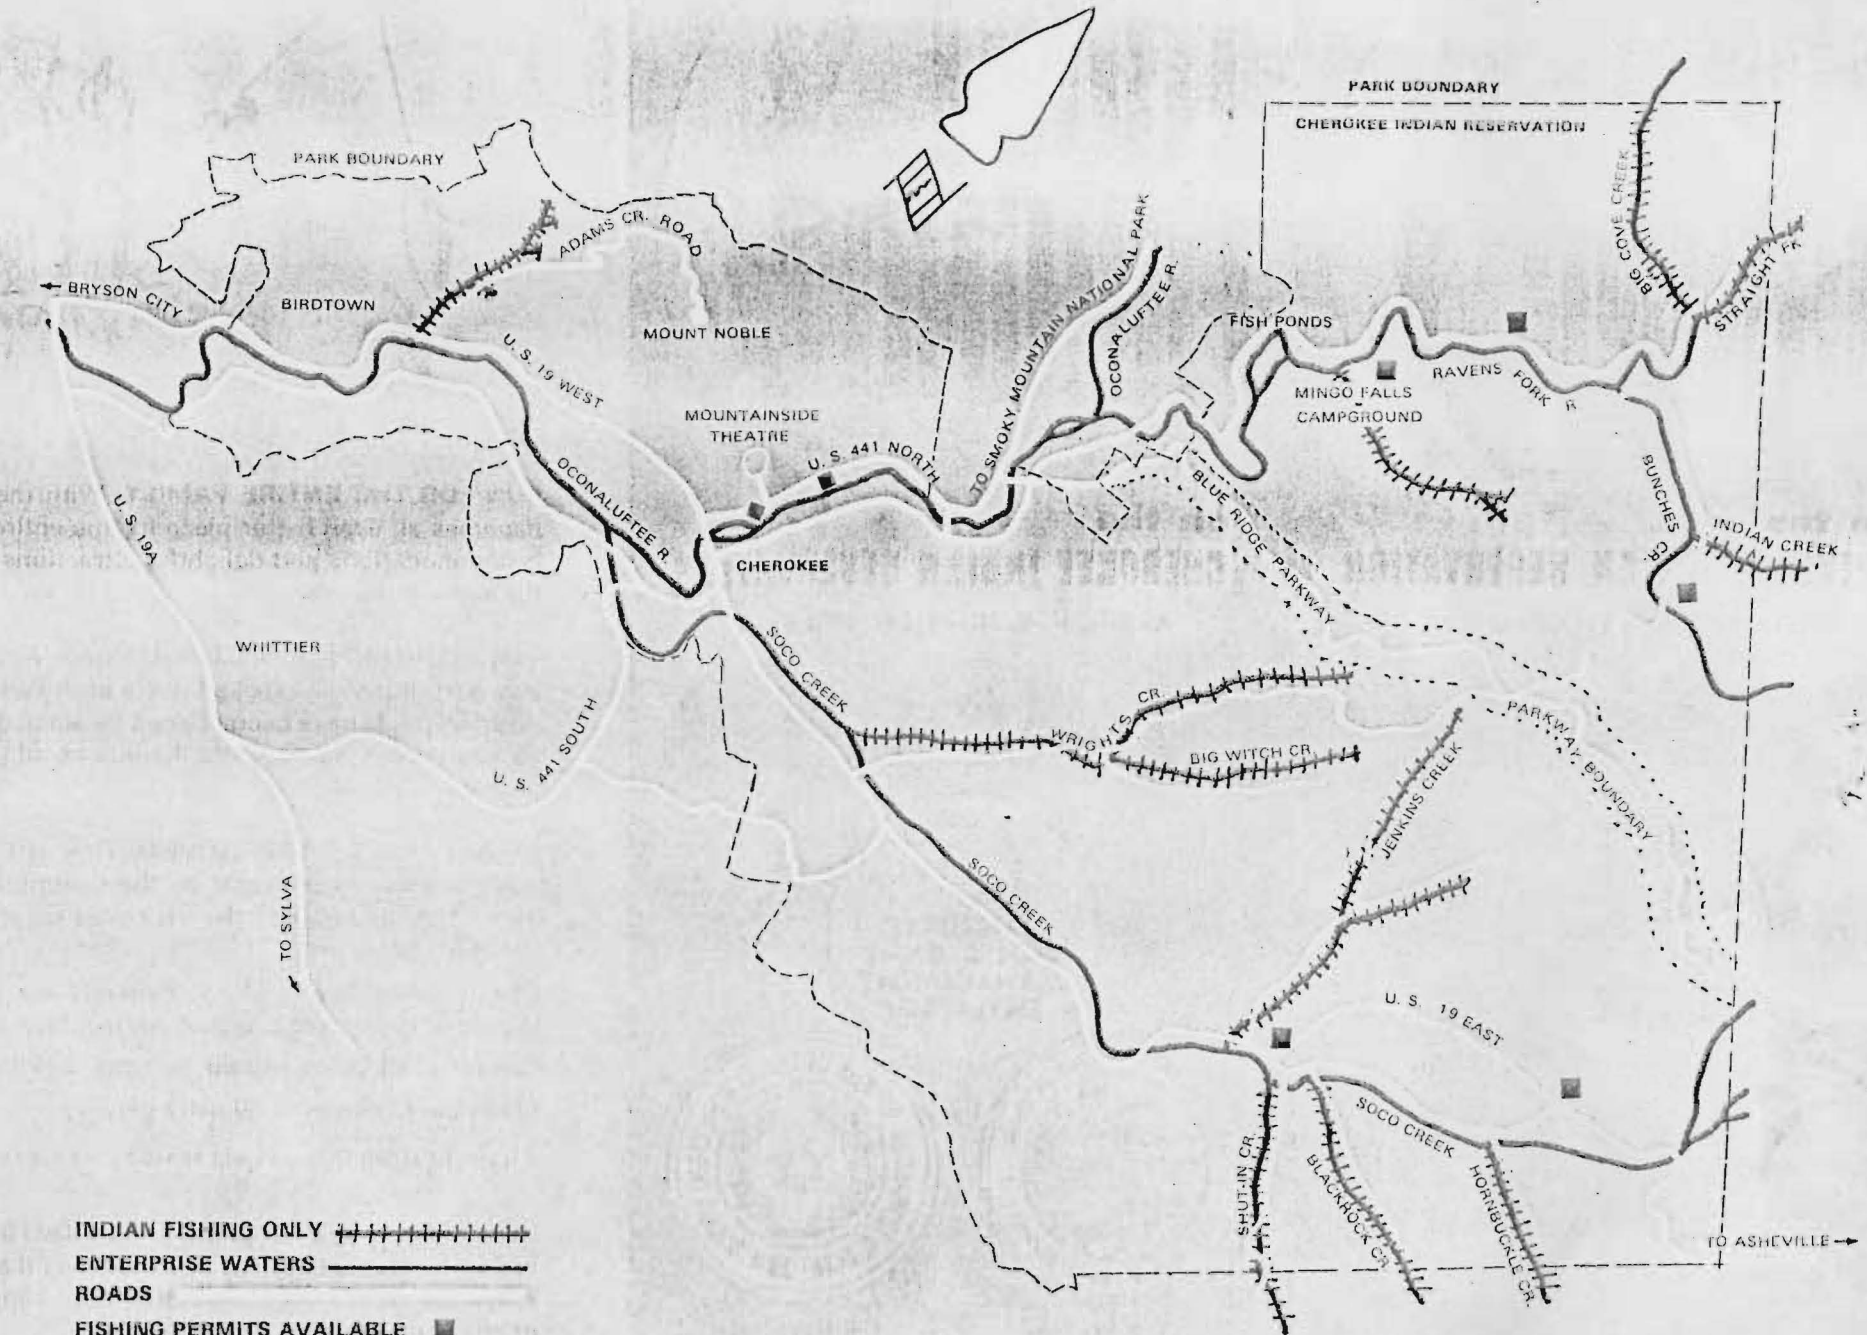 PARK BOUNDARY
CHEROKEE INDIAN RESERVATION
PARK BOUNDARY
ADAMS CR. ROAD
BRYSON CITY
BIRDTOWN
MOUNT NOBLE
U. S. 19 WEST
MOUNTAINSIDE
THEATRE
U. S. 441 NORTH
TO SMOKY MOUNTAIN NATIONAL PARK
OCONALUFTEE R.
FISH PONDS
BIG COVE CREEK
STRAIGHT FK
RAVENS FORK R
MINGO FALLS
CAMPGROUND
BUNCHES CR.
INDIAN CREEK
BLUE RIDGE PARKWAY
U. S. 19A
OCONALUFTEE R.
CHEROKEE
WHITTIER
SOCO CREEK
U. S. 441 SOUTH
WRIGHTS CR.
BIG WITCH CR.
PARKWAY BOUNDARY
JENKINS CREEK
SOCO CREEK
TO SYLVA
U. S. 19 EAST
SOCO CREEK
SHUT-IN CR.
BLACKROCK CR.
HORNBUCKLE CR.
TO ASHEVILLE
INDIAN FISHING ONLY
ENTERPRISE WATERS
ROADS
FISHING PERMITS AVAILABLE